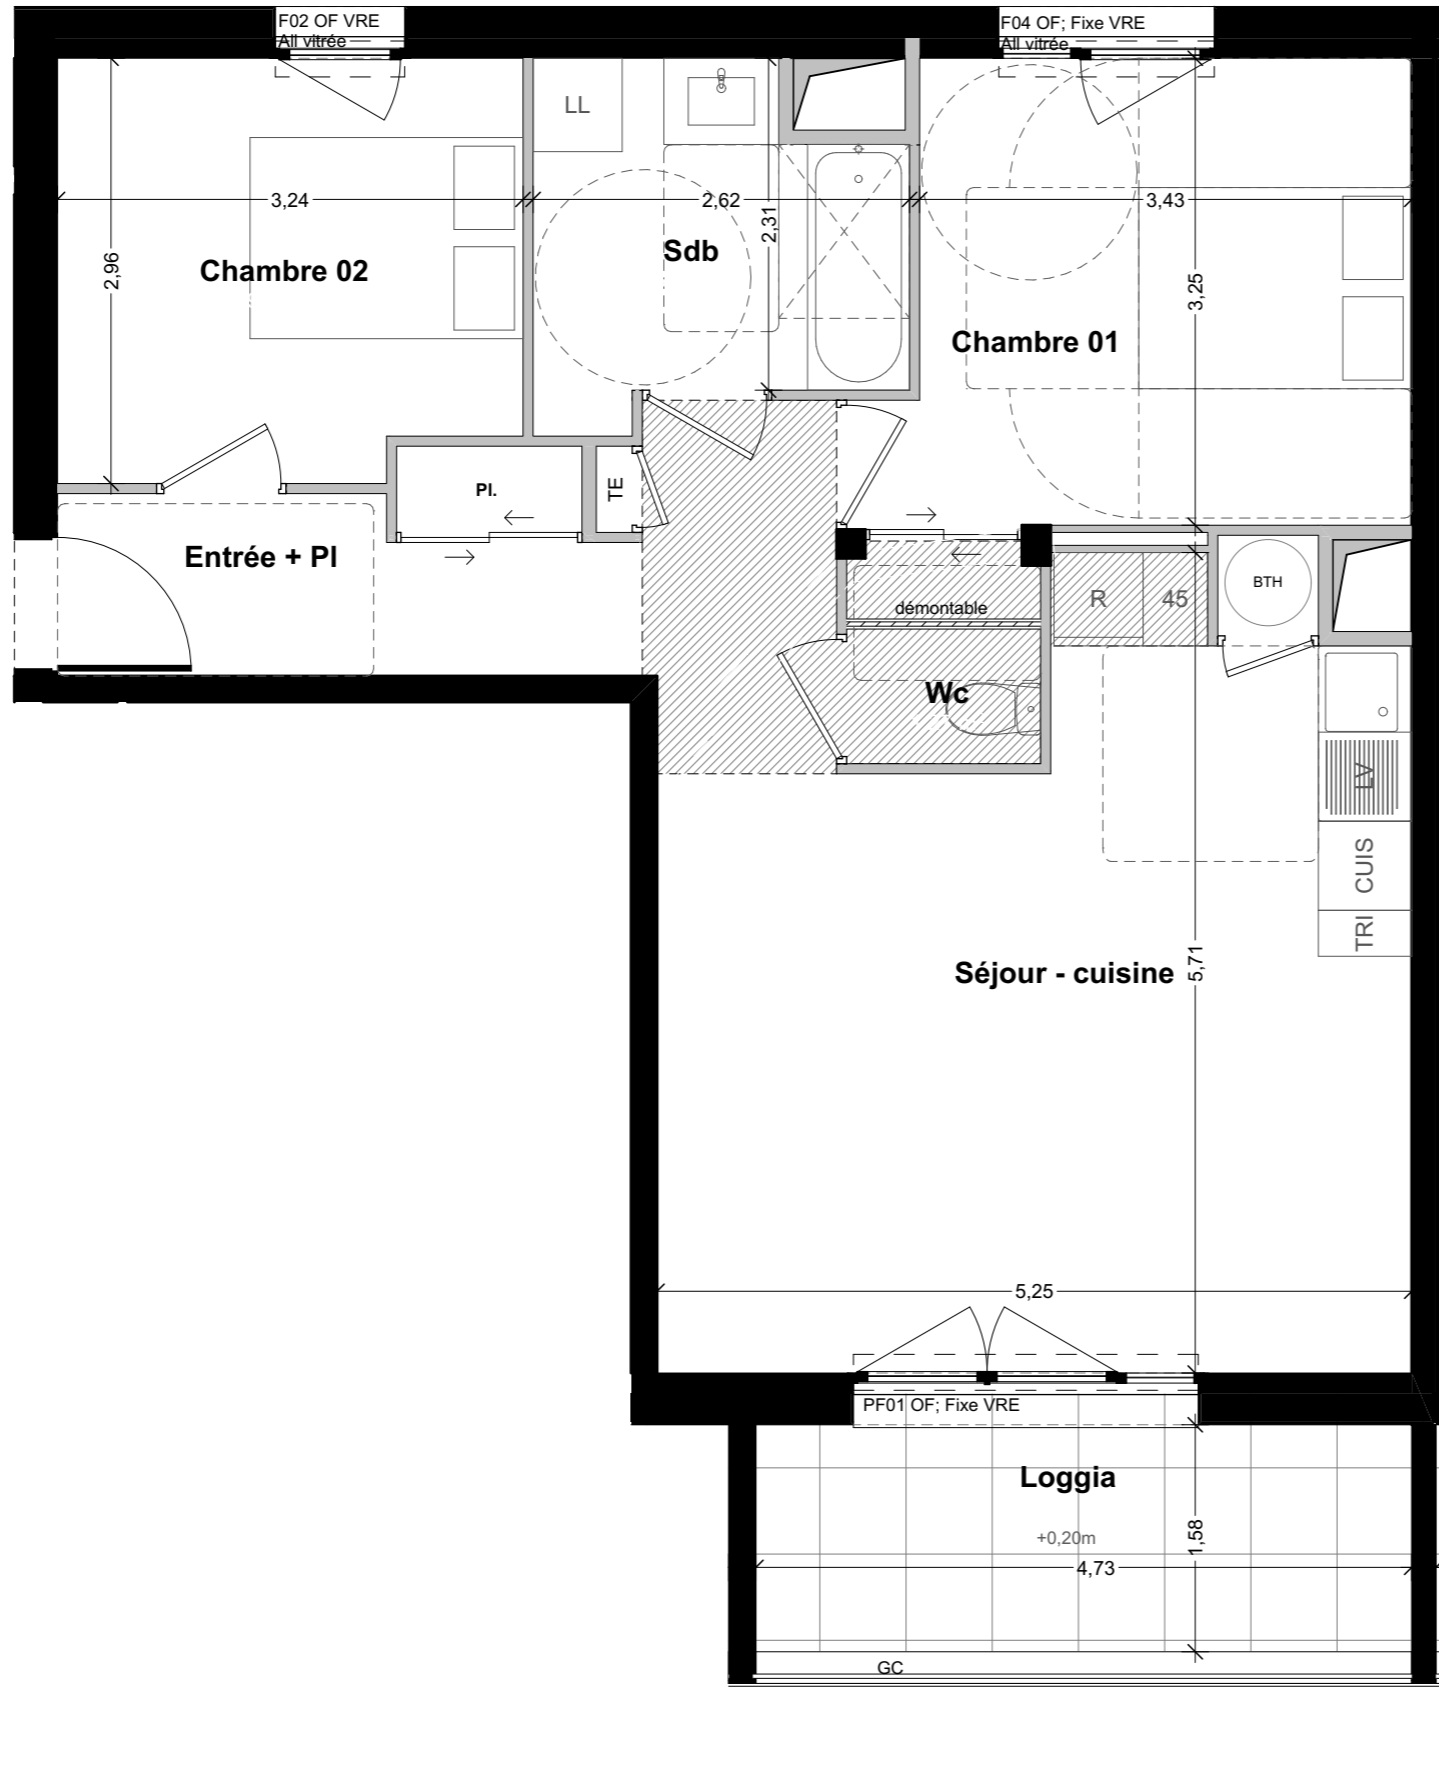 F02 OF VRE
All vitrée
F04 OF; Fixe VRE
All vitrée
LL
3,24
2,62
3,43
2,31
2,96
3,25
Chambre 02
Sdb
Chambre 01
Pl.
TE
Entrée + Pl
démontable
R
45
BTH
Wc
LV
CUIS
TRI
Séjour - cuisine
5,71
5,25
PF01 OF; Fixe VRE
Loggia
+0,20m
1,58
4,73
GC